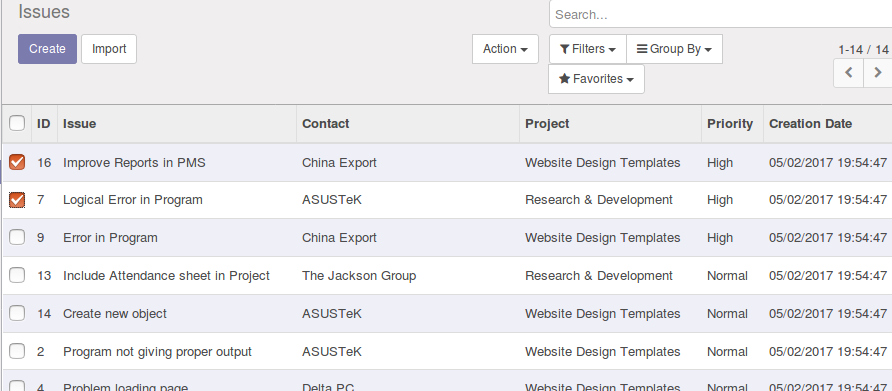 Issues
Search...
Create Import Action Filters Group By 1-14 / 14
Favorites
ID Issue Contact Project Priority Creation Date
16 Improve Reports in PMS China Export Website Design Templates High 05/02/2017 19:54:47
7 Logical Error in Program ASUSTeK Research & Development High 05/02/2017 19:54:47
9 Error in Program China Export Website Design Templates High 05/02/2017 19:54:47
13 Include Attendance sheet in Project The Jackson Group Research & Development Normal 05/02/2017 19:54:47
14 Create new object ASUSTeK Website Design Templates Normal 05/02/2017 19:54:47
2 Program not giving proper output ASUSTeK Website Design Templates Normal 05/02/2017 19:54:47
4 Problem loading page Delta PC Website Design Templates Normal 05/02/2017 19:54:47